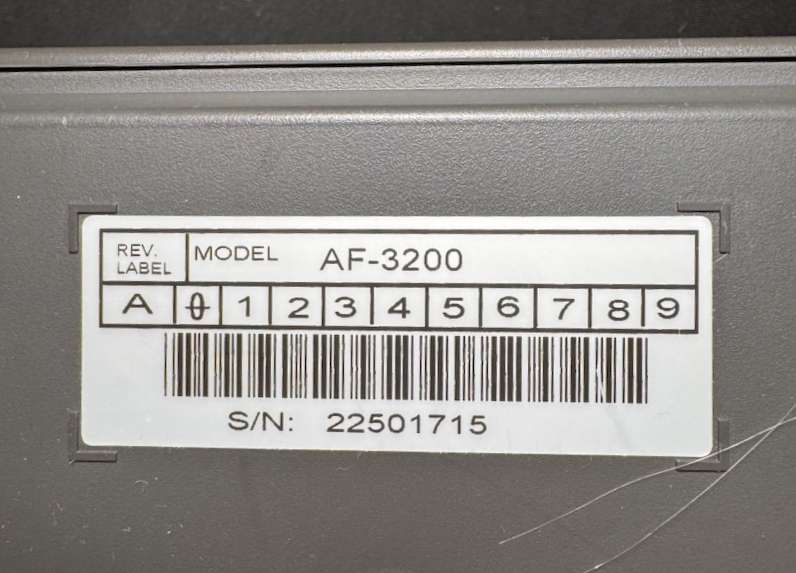 REV. LABEL MODEL AF-3200
A 0 1 2 3 4 5 6 7 8 9
S/N: 22501715